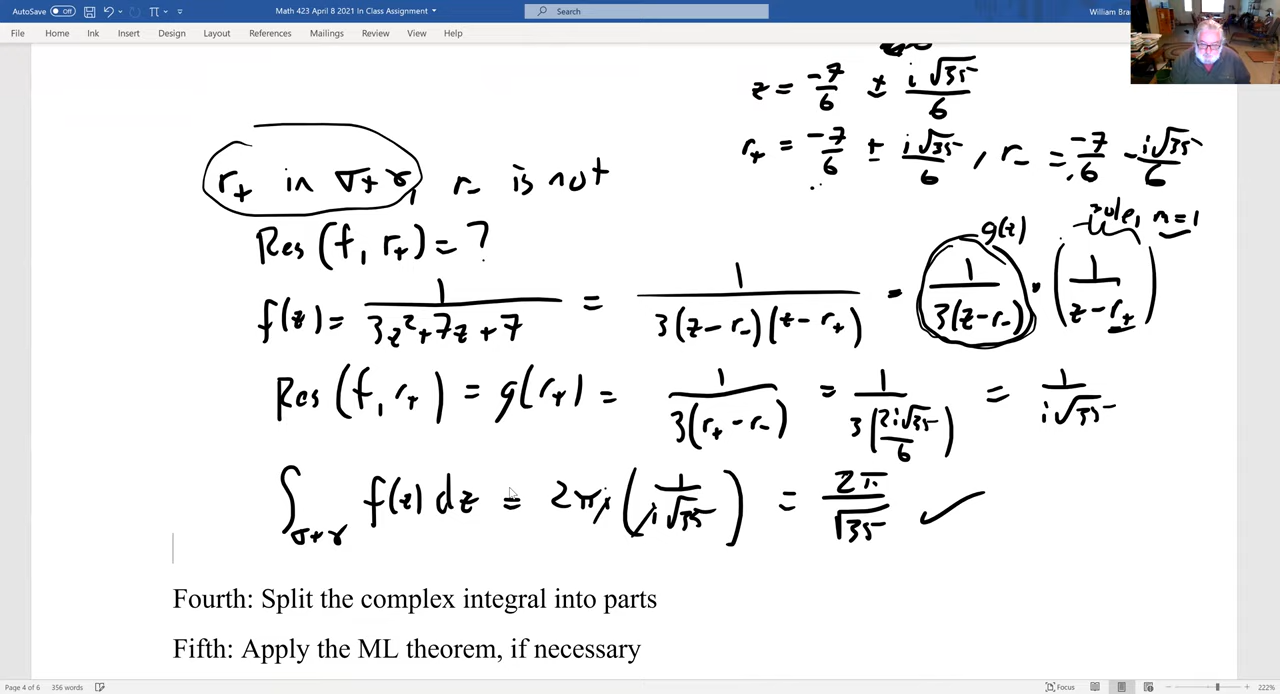 AutoSave Off Math 423 April 8 2021 In Class Assignment Search William Bra
File Home Ink Insert Design Layout References Mailings Review View Help
z = -7/6 ± i√35/6
r₊ = -7/6 ± i√35/6 , r₋ = -7/6 - i√35/6
r₊ in σ+γ, r₋ is not
Res (f, r₊) = ?
g(z) pole, n=1
f(z) = 1/(3z²+7z+7) = 1/(3(z-r₋)(z-r₊)) = 1/(3(z-r₋)) · (1/(z-r₊))
Res (f, r₊) = g(r₊) = 1/(3(r₊-r₋)) = 1/(3(2i√35/6)) = 1/(i√35)
∫σ+γ f(z) dz = 2πi (1/(i√35)) = 2π/√35 ✓
Fourth: Split the complex integral into parts
Fifth: Apply the ML theorem, if necessary
Page 4 of 6 356 words Focus 222%